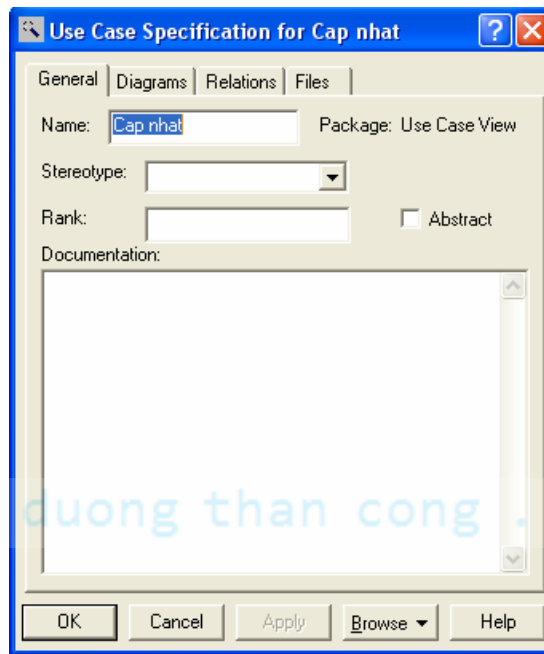 Use Case Specification for Cap nhat
General Diagrams Relations Files
Name: Cap nhat Package: Use Case View
Stereotype:
Rank: Abstract
Documentation:
duong than cong .
OK Cancel Apply Browse Help